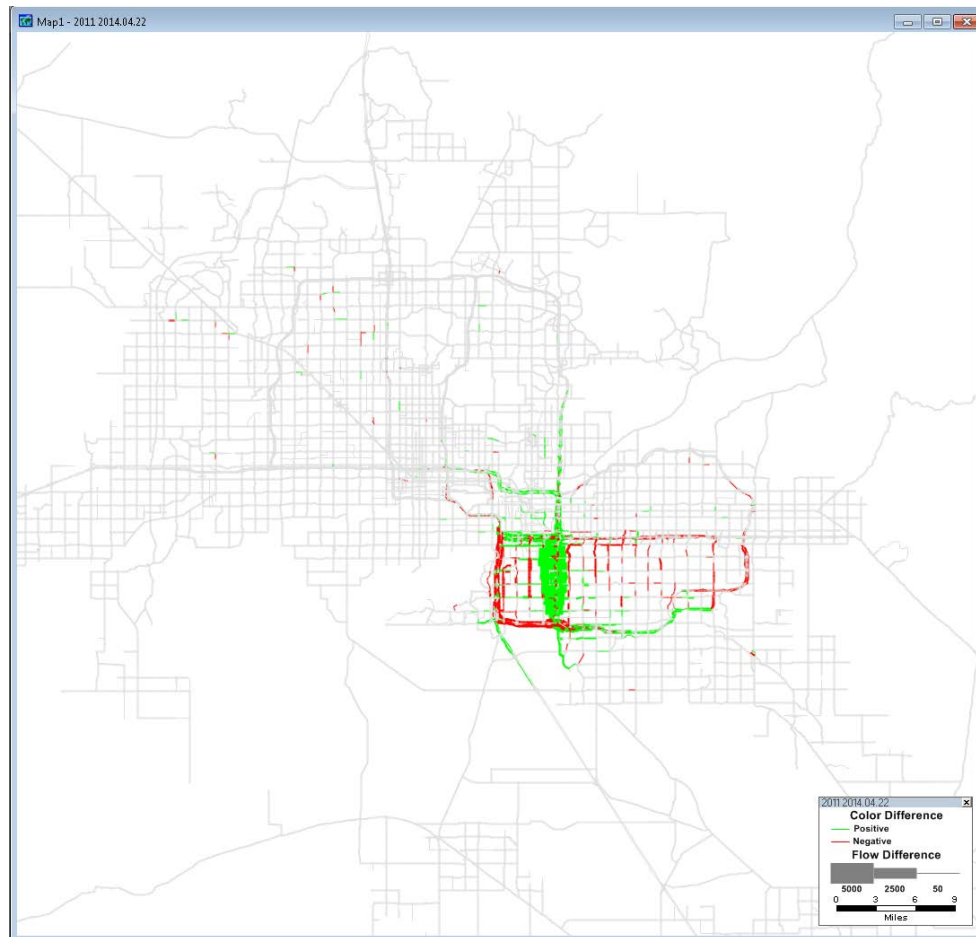 Map1 - 2011 2014.04.22
2011 2014.04.22
Color Difference
Positive
Negative
Flow Difference
5000 2500 50
0 3 6 9
Miles